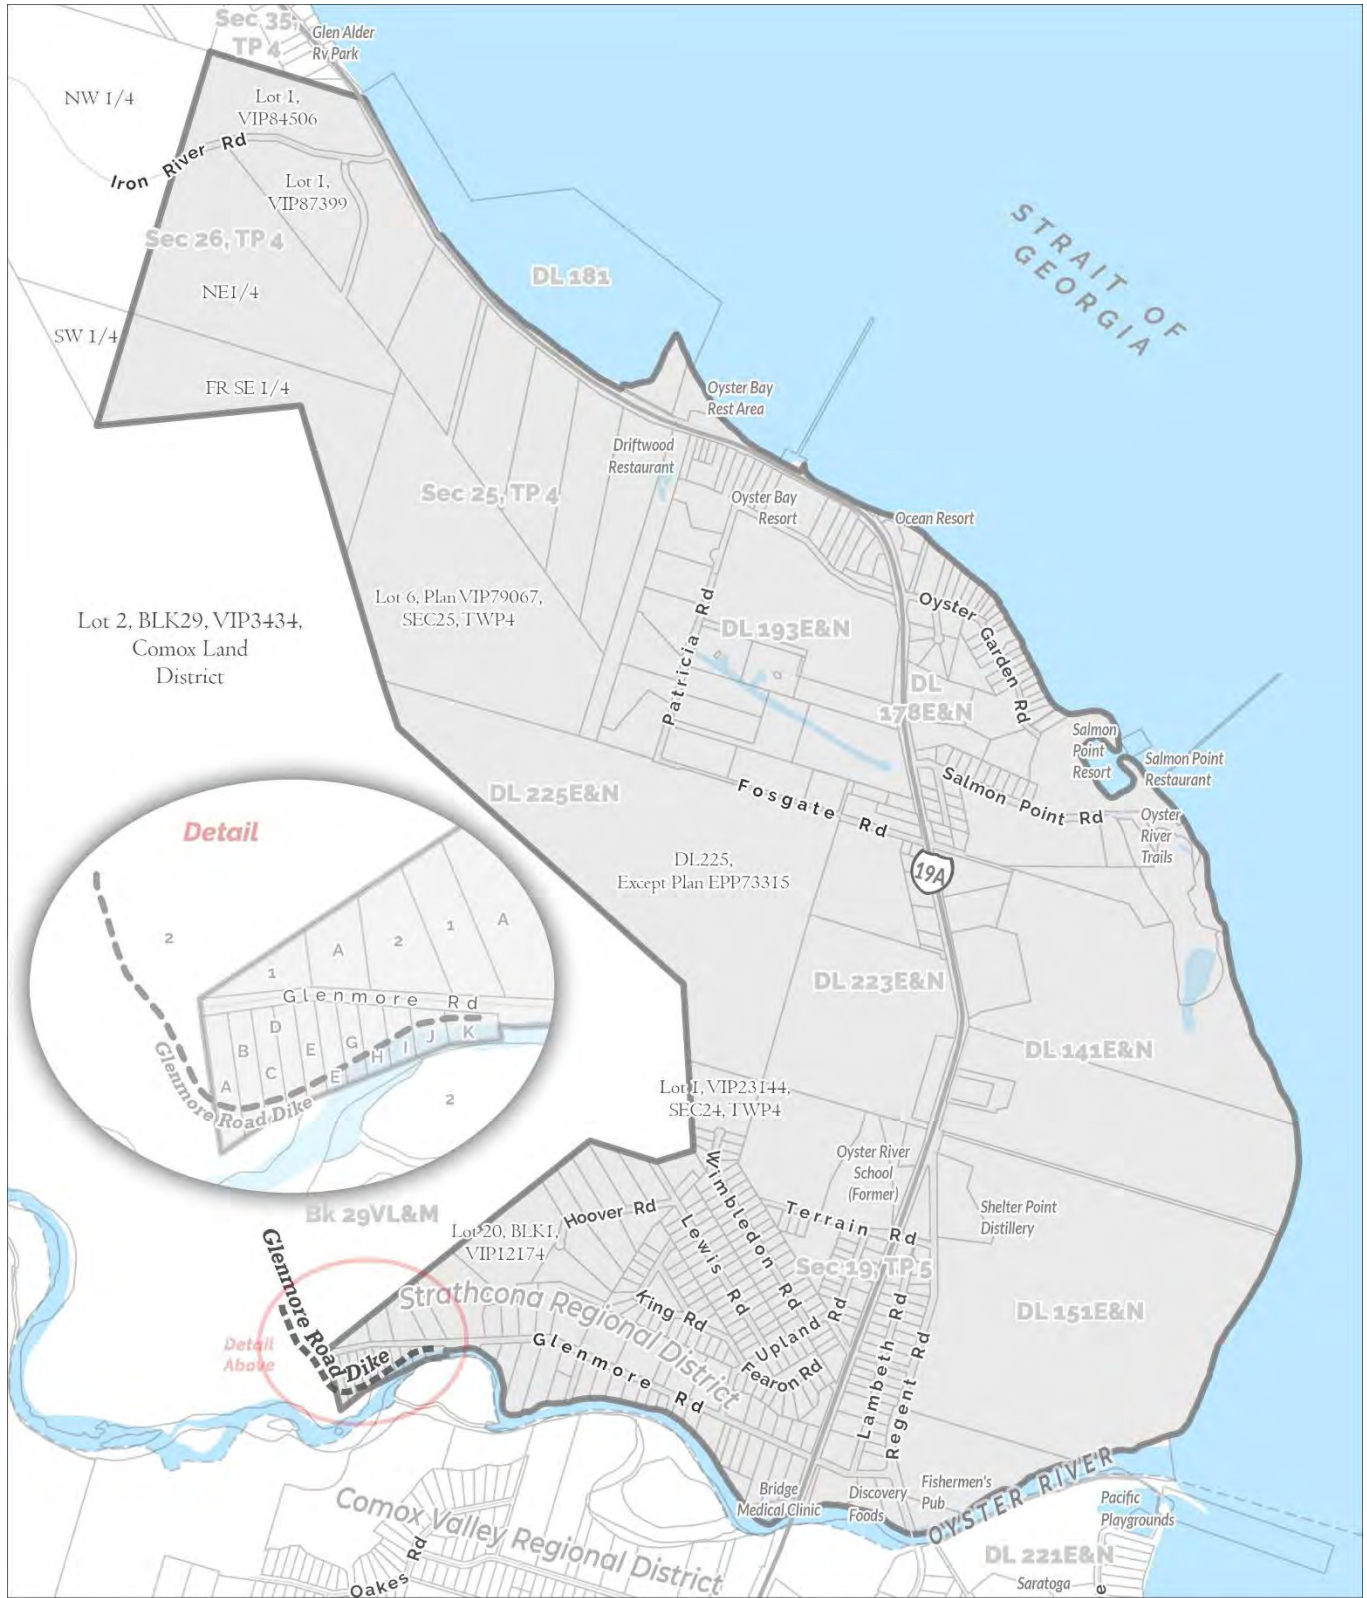 Sec 35,
TP 4
Glen Alder
Rv Park
NW 1/4
Lot 1,
VIP84506
Iron River Rd
Lot 1,
VIP87399
Sec 26, TP 4
STRAIT OF
GEORGIA
DL 181
NE1/4
SW 1/4
FR SE 1/4
Oyster Bay
Rest Area
Driftwood
Restaurant
Sec 25, TP 4
Oyster Bay
Resort
Ocean Resort
Lot 6, Plan VIP79067,
SEC25, TWP4
Lot 2, BLK29, VIP3434,
Comox Land
District
Patricia Rd
Oyster Garden Rd
DL 193E&N
DL
178E&N
Salmon
Point
Resort
Salmon Point
Restaurant
DL 225E&N
Fosgate Rd
Salmon Point Rd
Oyster
River
Trails
Detail
DL225,
Except Plan EPP73315
19A
2
1
A
2
1
A
Glenmore Rd
A
B
C
D
E
E
G
H
I
J
K
Glenmore Road Dike
2
DL 223E&N
DL 141E&N
Lot 1, VIP23144,
SEC24, TWP4
Oyster River
School
(Former)
Wimbledon Rd
Bk 29VL&M
Hoover Rd
Lot 20, BLK1,
VIP12174
Lewis Rd
Terrain Rd
Shelter Point
Distillery
Sec 19, TP 5
Glenmore Road
Dike
Strathcona Regional District
King Rd
Upland Rd
Fearon Rd
Lambeth Rd
Regent Rd
DL 151E&N
Detail
Above
Glenmore Rd
Bridge
Medical Clinic
Discovery
Foods
Fishermen's
Pub
OYSTER RIVER
Pacific
Playgrounds
Comox Valley Regional District
Oakes Rd
DL 221E&N
Saratoga
e